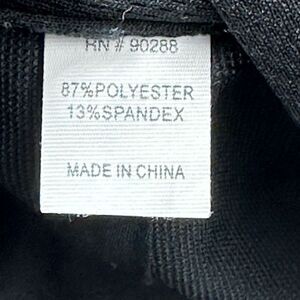 RN # 90288
87%POLYESTER
13%SPANDEX
MADE IN CHINA